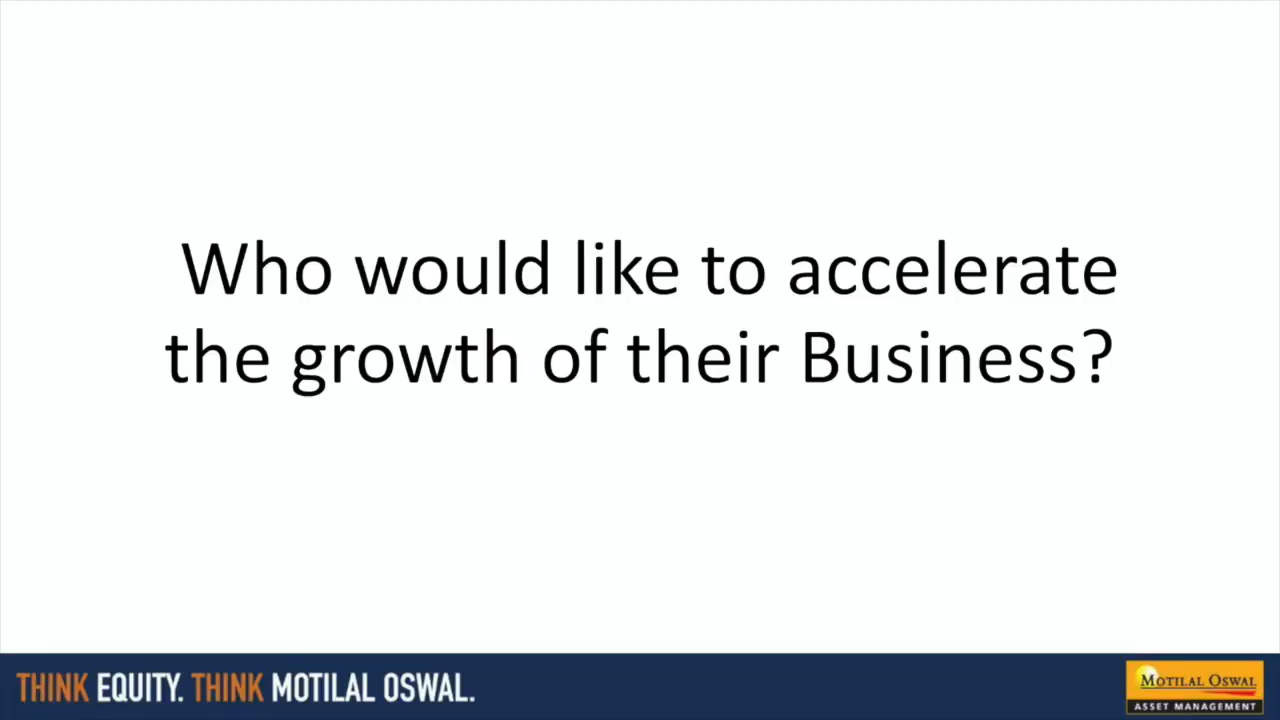 Who would like to accelerate
the growth of their Business?
THINK EQUITY. THINK MOTILAL OSWAL.
MOTILAL OSWAL
ASSET MANAGEMENT